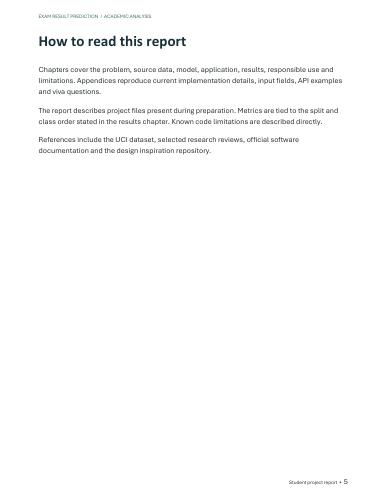 EXAM RESULT PREDICTION | ACADEMIC ANALYSIS
How to read this report
Chapters cover the problem, source data, model, application, results, responsible use and
limitations. Appendices reproduce current implementation details, input fields, API examples
and viva questions.
The report describes project files present during preparation. Metrics are tied to the split and
class order stated in the results chapter. Known code limitations are described directly.
References include the UCI dataset, selected research reviews, official software
documentation and the design inspiration repository.
Student project report • 5